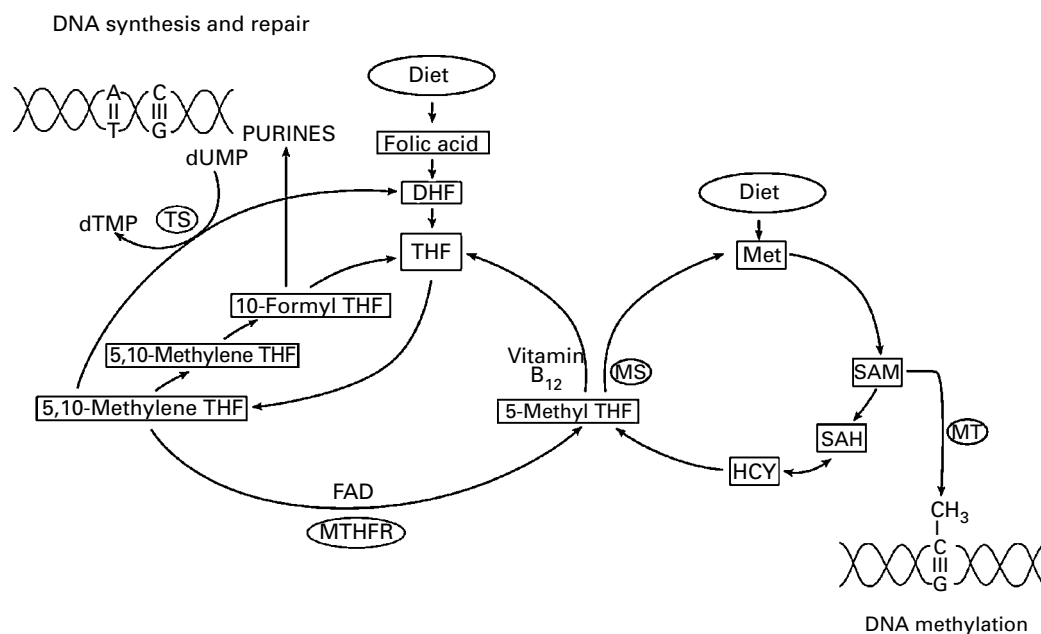 DNA synthesis and repair
A C
T G
Diet
PURINES
Folic acid
dUMP
DHF
Diet
dTMP
TS
THF
Met
10-Formyl THF
5,10-Methylene THF
Vitamin
B12
MS
SAM
5,10-Methylene THF
5-Methyl THF
SAH
MT
HCY
FAD
MTHFR
CH3
C
G
DNA methylation